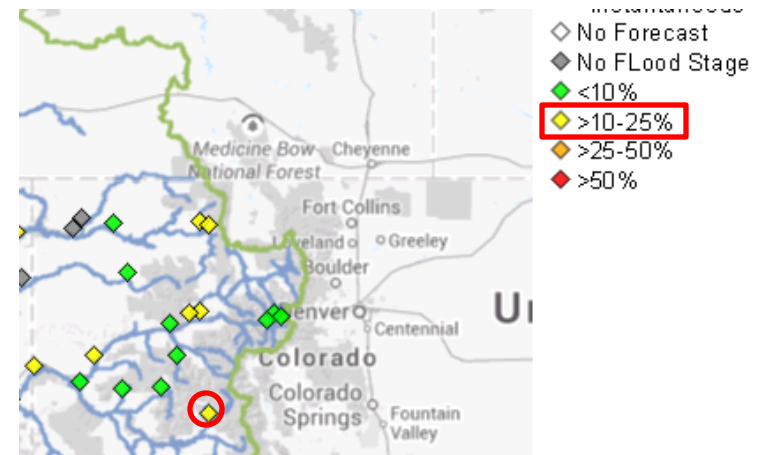 No Forecast
No FLood Stage
<10%
>10-25%
>25-50%
>50%
Medicine Bow
National Forest
Cheyenne
Fort Collins
Loveland
Greeley
Boulder
Denver
Centennial
Colorado
Colorado
Springs
Fountain
Valley